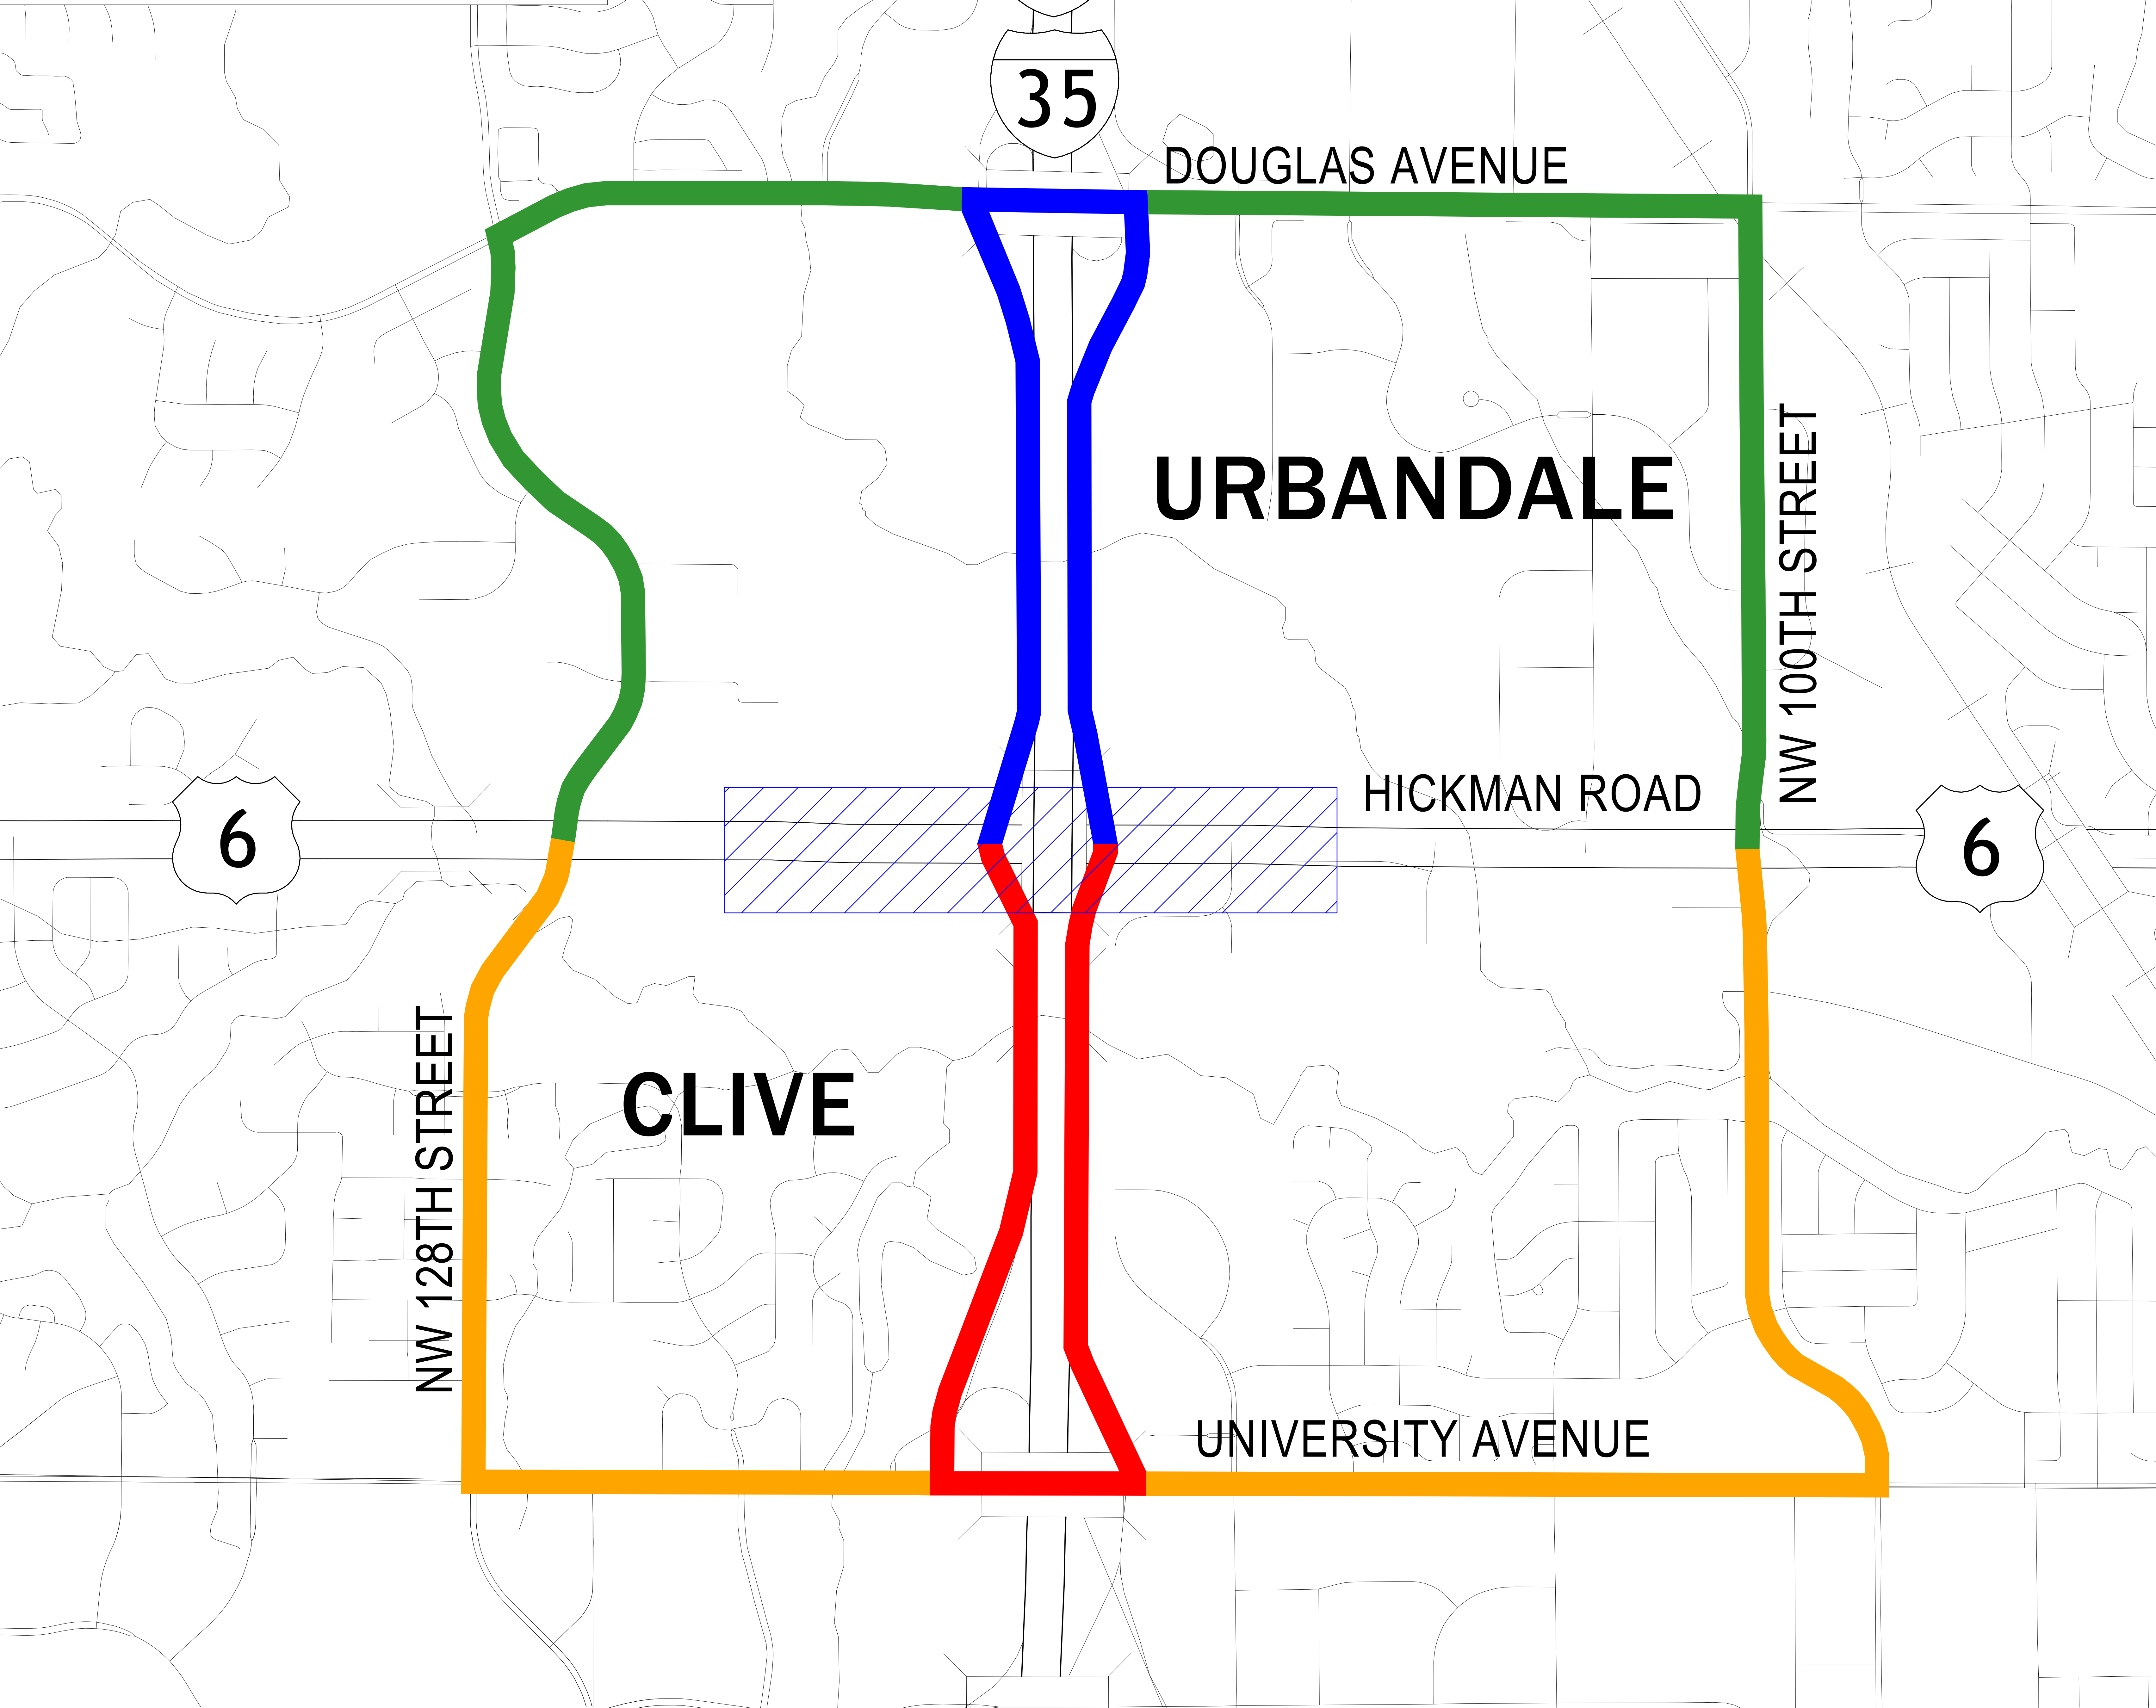 35
DOUGLAS AVENUE
URBANDALE
NW 100TH STREET
HICKMAN ROAD
6
6
CLIVE
NW 128TH STREET
UNIVERSITY AVENUE